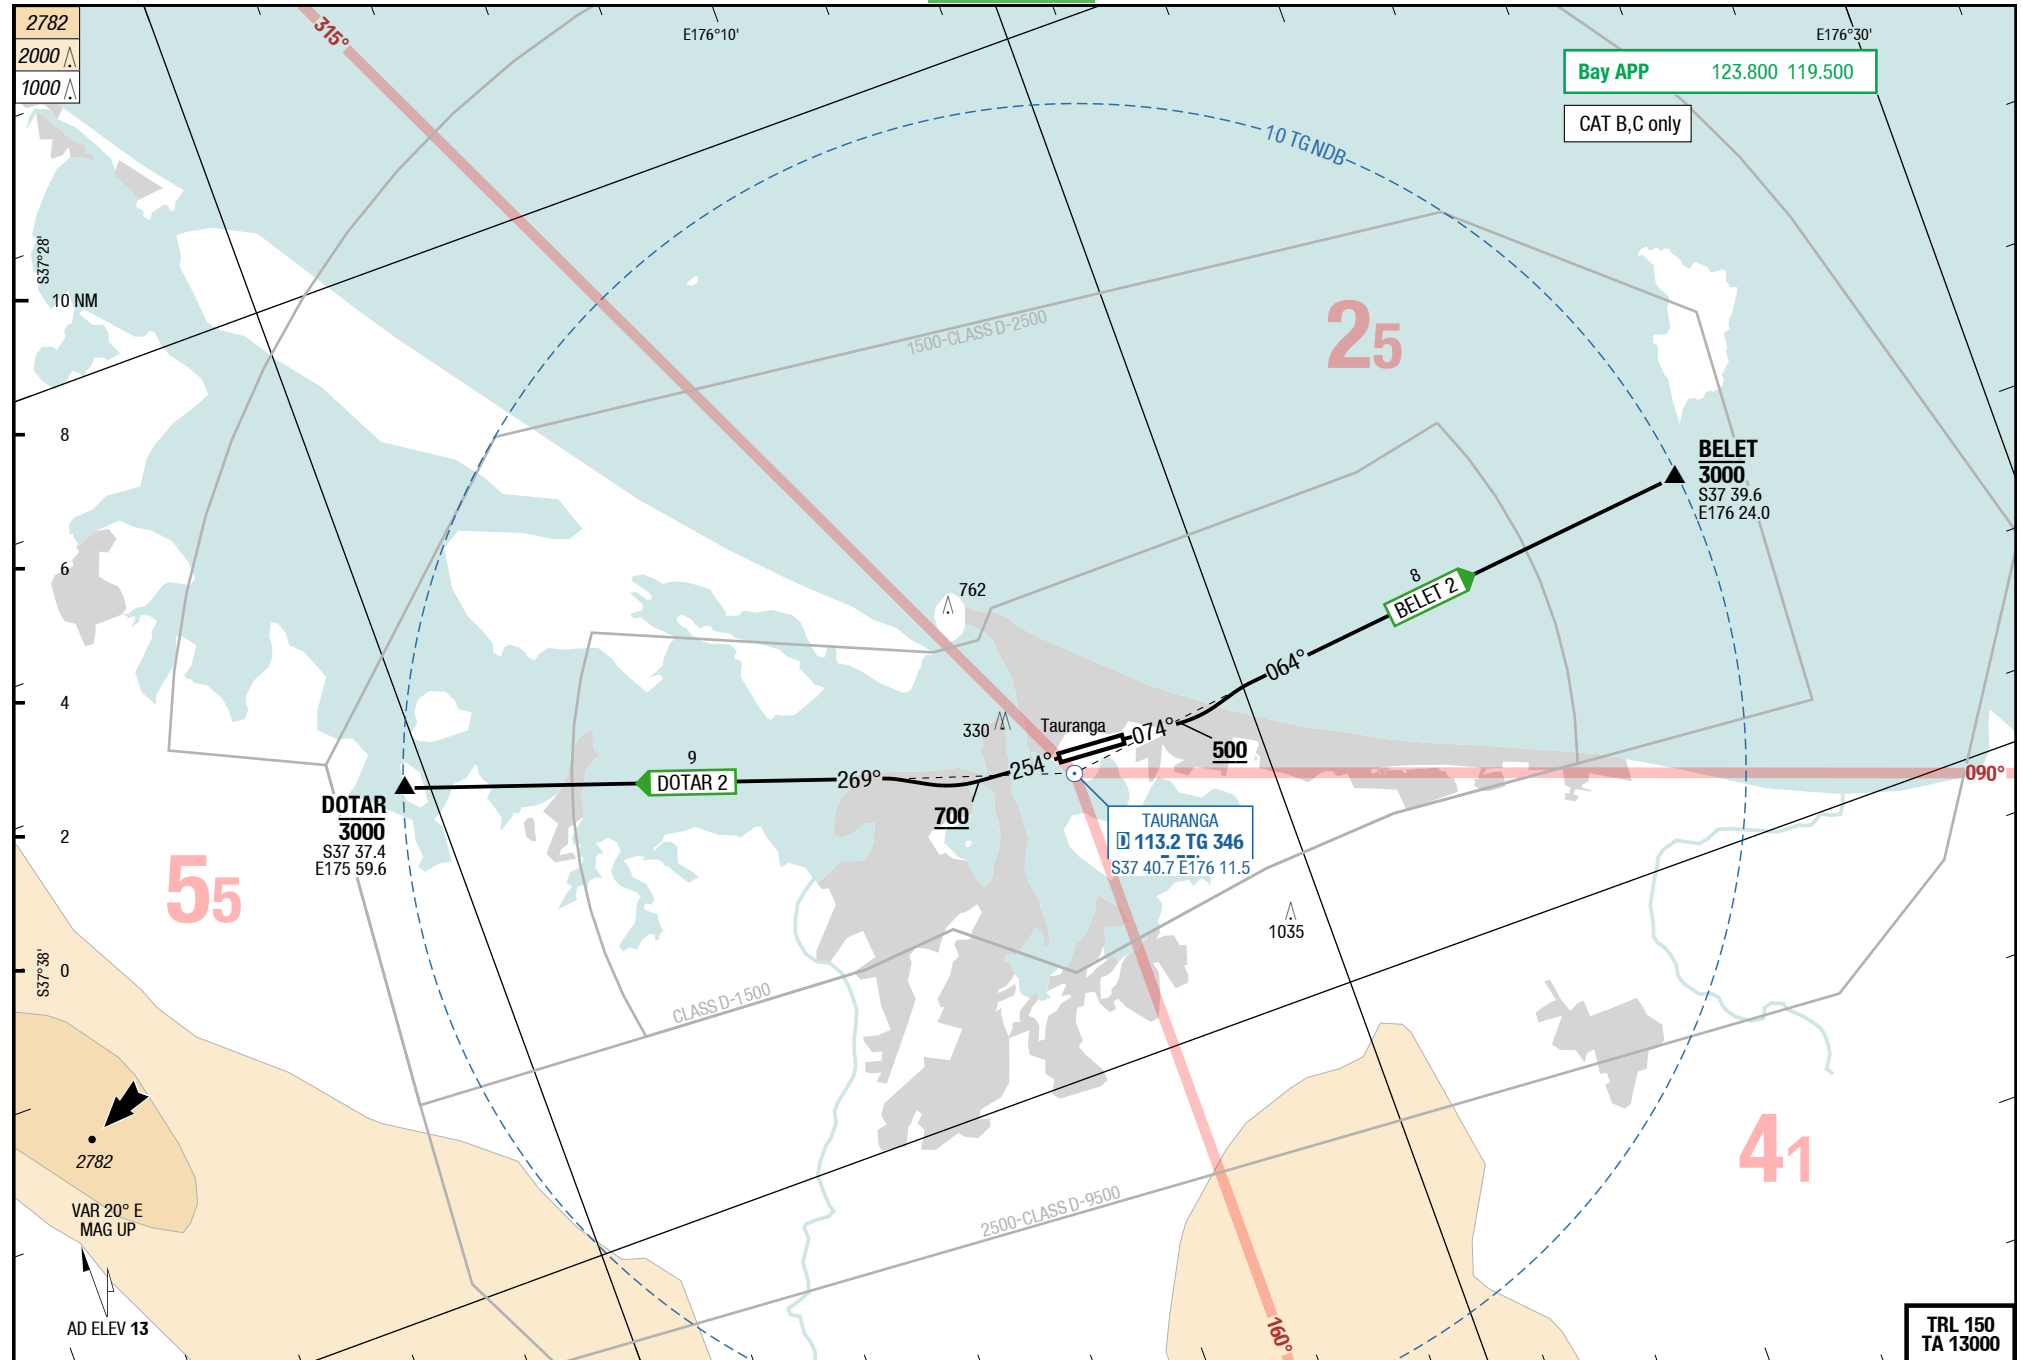 2782
2000
1000
315°
E176°10'
E176°30'
Bay APP 123.800 119.500
CAT B,C only
10 TG NDB
S37°28'
10 NM
1500-CLASS D-2500
25
8
BELET
3000
S37 39.6
E176 24.0
6
8
BELET 2
762
064°
4
330
Tauranga
074°
500
9
DOTAR 2
269°
254°
090°
DOTAR
3000
S37 37.4
E175 59.6
700
TAURANGA
D 113.2 TG 346
S37 40.7 E176 11.5
2
55
1035
S37°38'
0
CLASS D-1500
2782
41
VAR 20° E
MAG UP
2500-CLASS D-9500
AD ELEV 13
160°
TRL 150
TA 13000